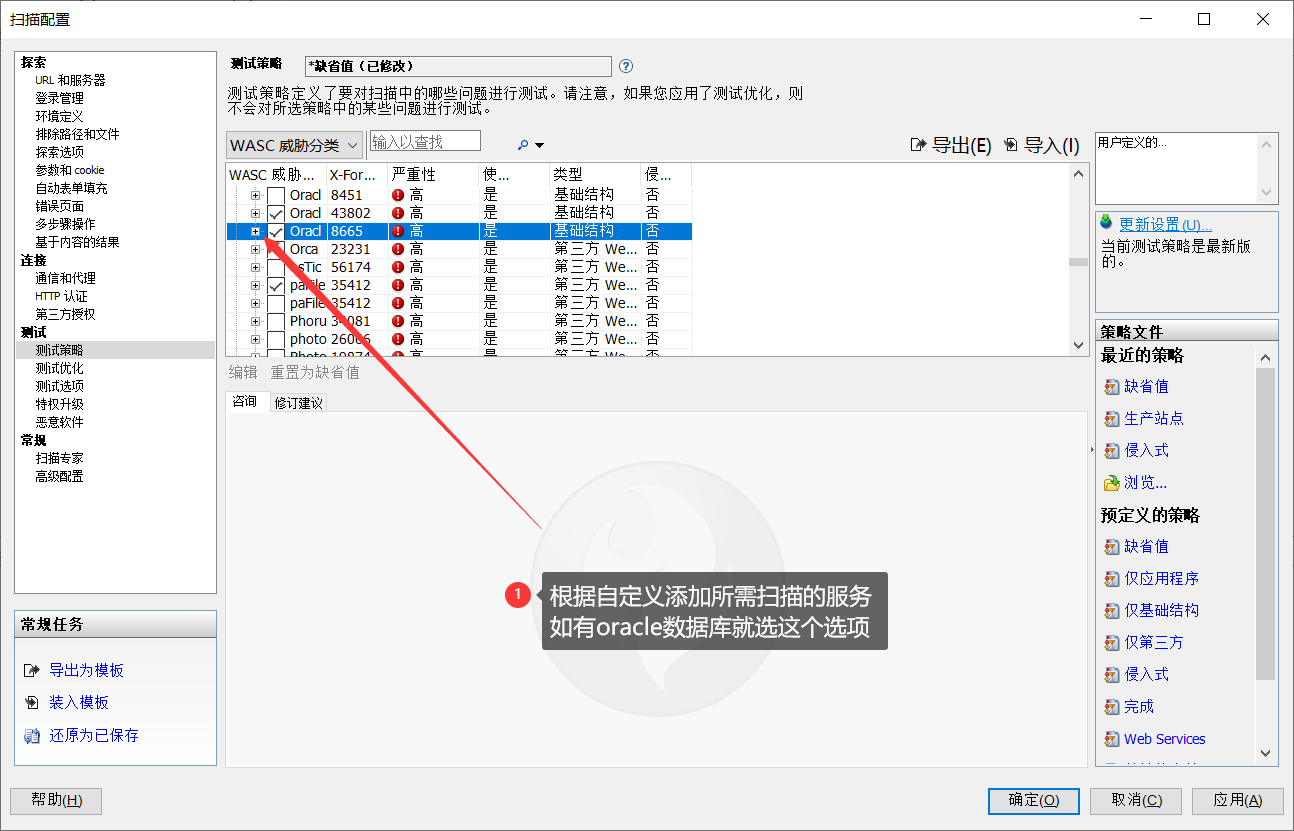 扫描配置
探索
URL 和服务器
登录管理
环境定义
排除路径和文件
探索选项
参数和 cookie
自动表单填充
错误页面
多步骤操作
基于内容的结果
连接
通信和代理
HTTP 认证
第三方授权
测试
测试策略
测试优化
测试选项
特权升级
恶意软件
常规
扫描专家
高级配置
常规任务
导出为模板
装入模板
还原为已保存
测试策略 *缺省值（已修改）
测试策略定义了要对扫描中的哪些问题进行测试。请注意，如果您应用了测试优化，则
不会对所选策略中的某些问题进行测试。
WASC 威胁分类 输入以查找 导出(E) 导入(I)
WASC 威胁... X-For... 严重性 使... 类型 侵...
Oracl 8451 高 是 基础结构 否
Oracl 43802 高 是 基础结构 否
Oracl 8665 高 是 基础结构 否
Orca 23231 高 是 第三方 We... 否
sTic 56174 高 是 第三方 We... 否
paFile 35412 高 是 第三方 We... 否
paFile 35412 高 是 第三方 We... 否
Phoru 081 高 是 第三方 We... 否
photo 26006 高 是 第三方 We... 否
Photo 19874 高 是 第三方 We... 否
编辑 重置为缺省值
咨询 修订建议
1
根据自定义添加所需扫描的服务
如有oracle数据库就选这个选项
用户定义的...
更新设置(U)...
当前测试策略是最新版
的。
策略文件
最近的策略
缺省值
生产站点
侵入式
浏览...
预定义的策略
缺省值
仅应用程序
仅基础结构
仅第三方
侵入式
完成
Web Services
帮助(H) 确定(O) 取消(C) 应用(A)